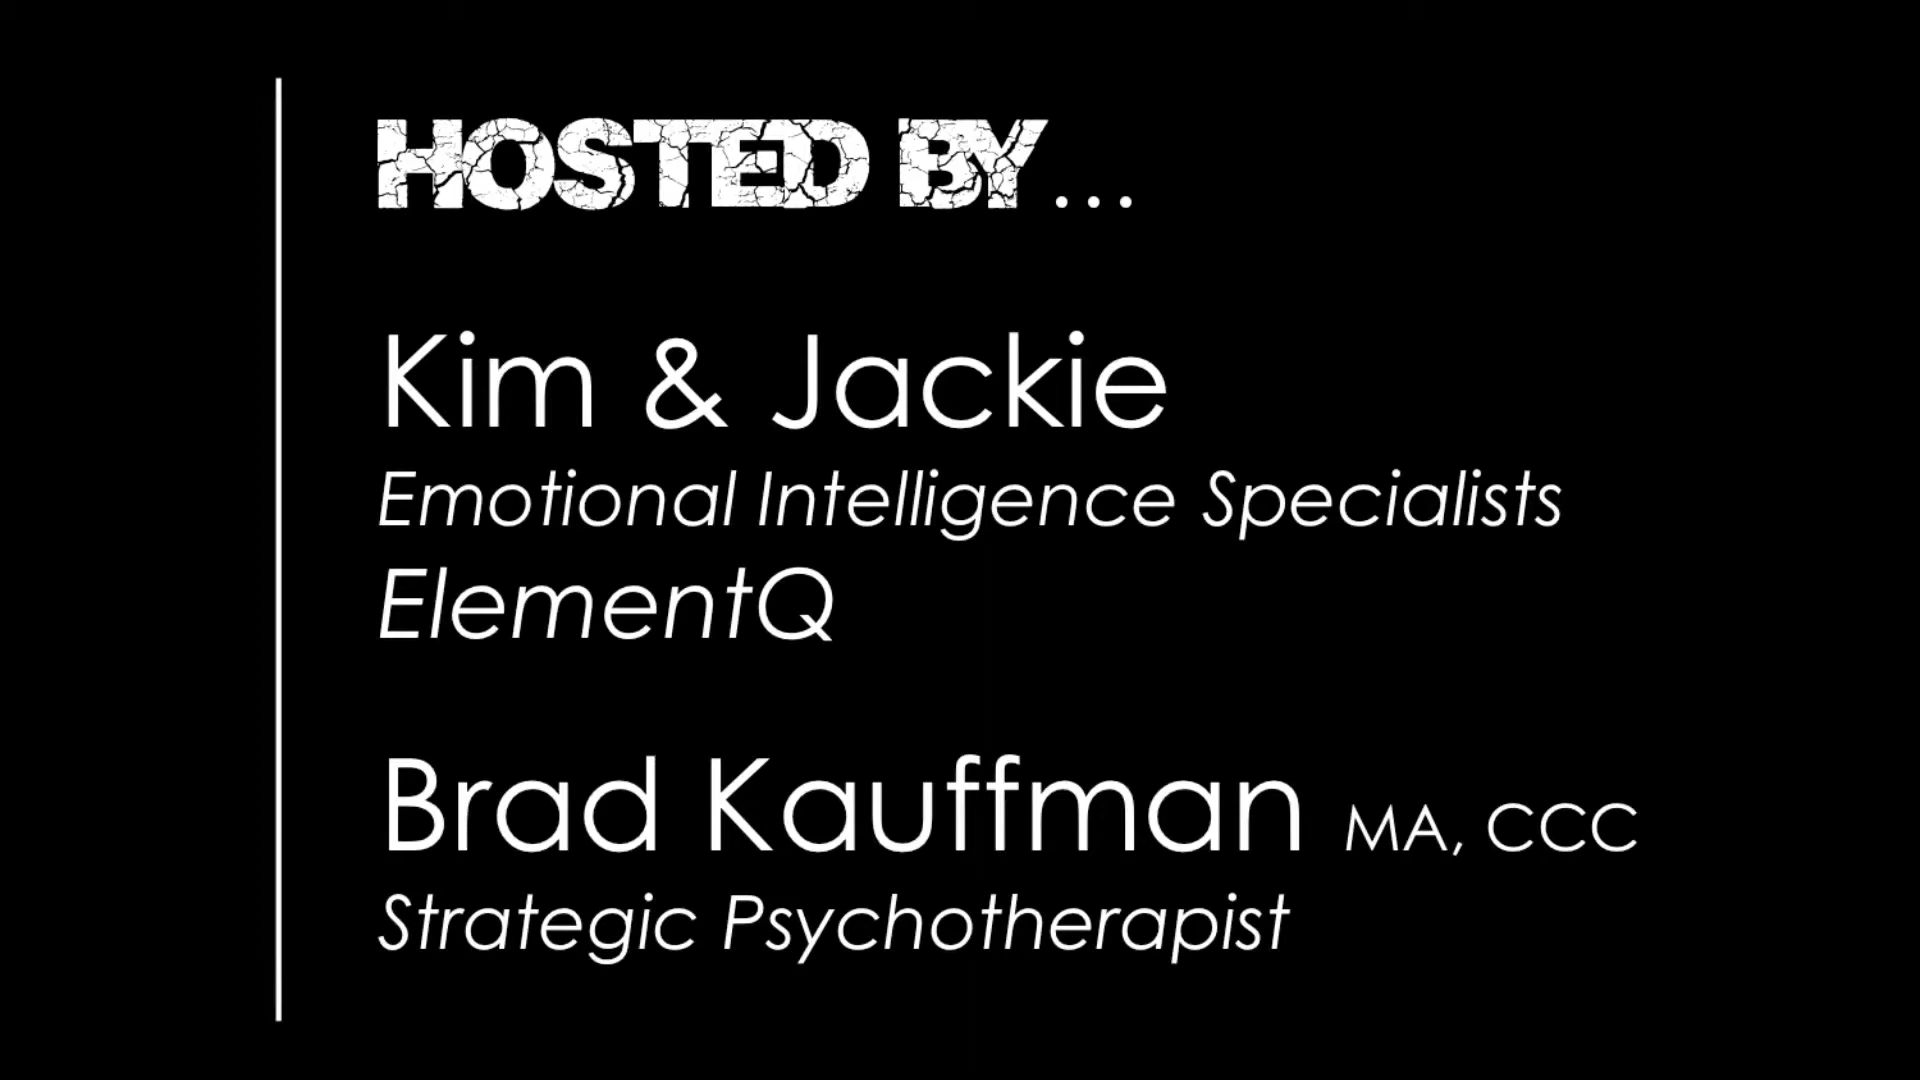 HOSTED BY...
Kim & Jackie
Emotional Intelligence Specialists
ElementQ
Brad Kauffman MA, CCC
Strategic Psychotherapist